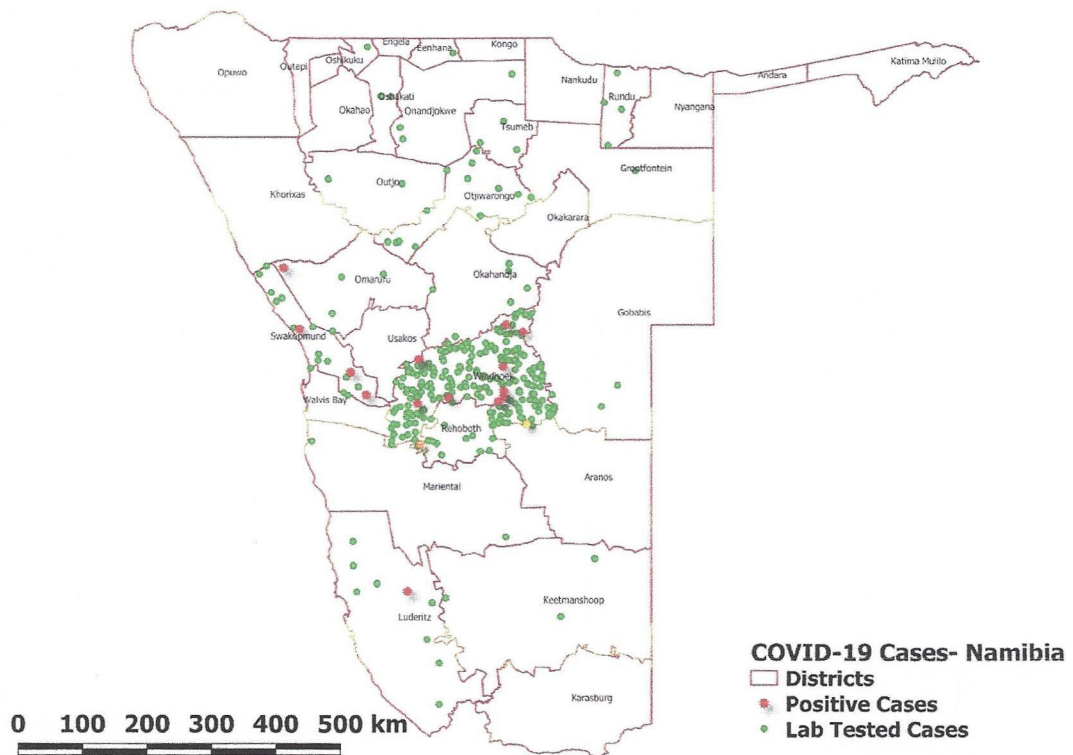 Engela
Kongo
Eenhana
Oshikuku
Outepi
Opuwo
Nankudu
Andara
Katima Mulilo
Oshakati
Rundu
Okahao
Onandjokwe
Nyangana
Tsumeb
Grootfontein
Outjo
Khorixas
Otjiwarongo
Okakarara
Omaruru
Okahandja
Gobabis
Swakopmund
Usakos
Windhoek
Walvis Bay
Rehoboth
Aranos
Mariental
Keetmanshoop
Luderitz
Karasburg
COVID-19 Cases- Namibia
Districts
Positive Cases
Lab Tested Cases
0 100 200 300 400 500 km